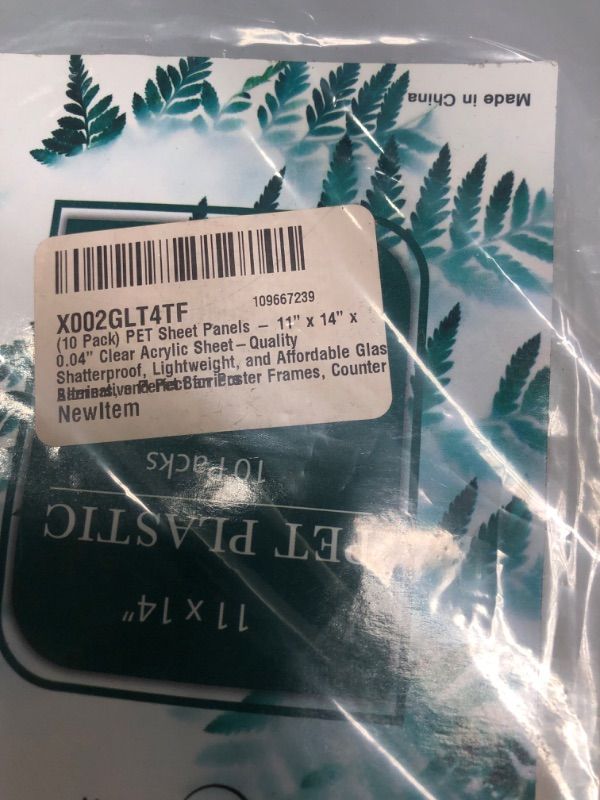 Made in China
X002GLT4TF
109667239
(10 Pack) PET Sheet Panels – 11" x 14" x
0.04" Clear Acrylic Sheet – Quality
Shatterproof, Lightweight, and Affordable Glas
Poster Frames, Counter
NewItem
10 Packs
PET PLASTIC
11 x 14"